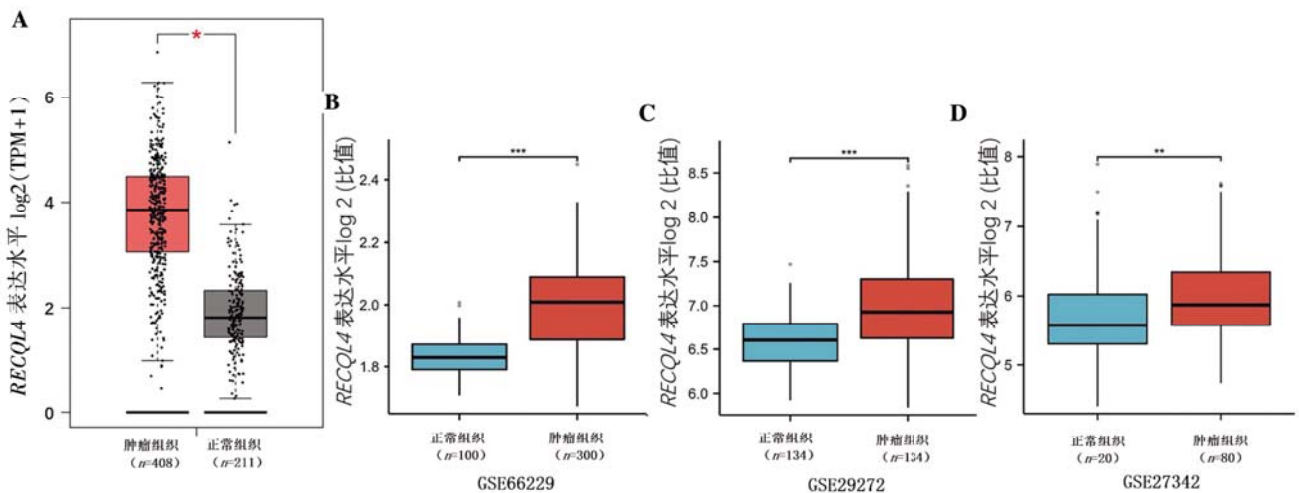 A
RECQL4 表达水平 log2(TPM+1)
6
4
2
0
*
肿瘤组织
(n=408)
正常组织
(n=211)
B
RECQL4 表达水平log 2 (比值)
2.4
2.2
2.0
1.8
***
正常组织
(n=100)
肿瘤组织
(n=300)
GSE66229
C
RECQL4 表达水平log 2 (比值)
8.5
8.0
7.5
7.0
6.5
6.0
***
正常组织
(n=134)
肿瘤组织
(n=134)
GSE29272
D
RECQL4 表达水平log 2 (比值)
8
7
6
5
**
正常组织
(n=20)
肿瘤组织
(n=80)
GSE27342